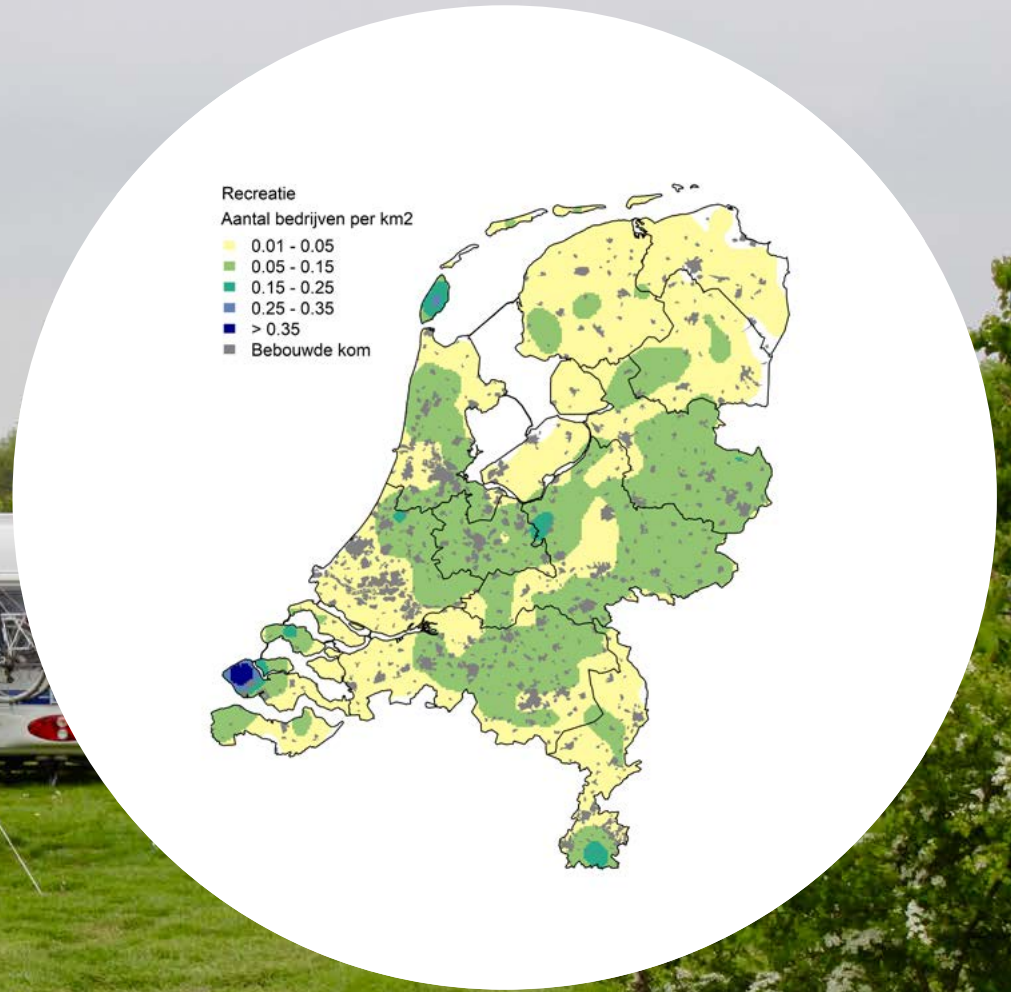 Recreatie
Aantal bedrijven per km2
0.01 - 0.05
0.05 - 0.15
0.15 - 0.25
0.25 - 0.35
> 0.35
Bebouwde kom